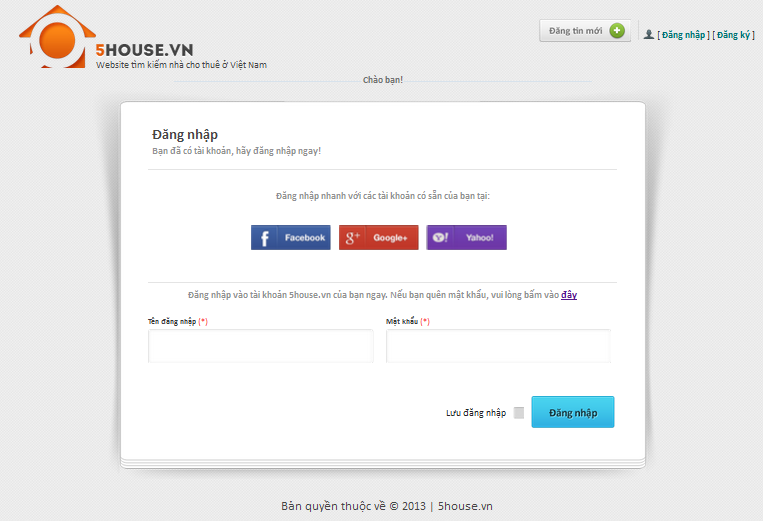 5HOUSE.VN
Website tìm kiếm nhà cho thuê ở Việt Nam
Đăng tin mới
[ Đăng nhập ] [ Đăng ký ]
Chào bạn!
Đăng nhập
Bạn đã có tài khoản, hãy đăng nhập ngay!
Đăng nhập nhanh với các tài khoản có sẵn của bạn tại:
f Facebook
g+ Google+
Y! Yahoo!
Đăng nhập vào tài khoản 5house.vn của bạn ngay. Nếu bạn quên mật khẩu, vui lòng bấm vào đây
Tên đăng nhập (*)
Mật khẩu (*)
Lưu đăng nhập
Đăng nhập
Bản quyền thuộc về © 2013 | 5house.vn